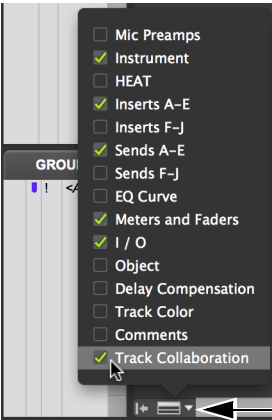 Mic Preamps
Instrument
HEAT
Inserts A-E
Inserts F-J
Sends A-E
Sends F-J
EQ Curve
Meters and Faders
I / O
Object
Delay Compensation
Track Color
Comments
Track Collaboration
GROU
! <A